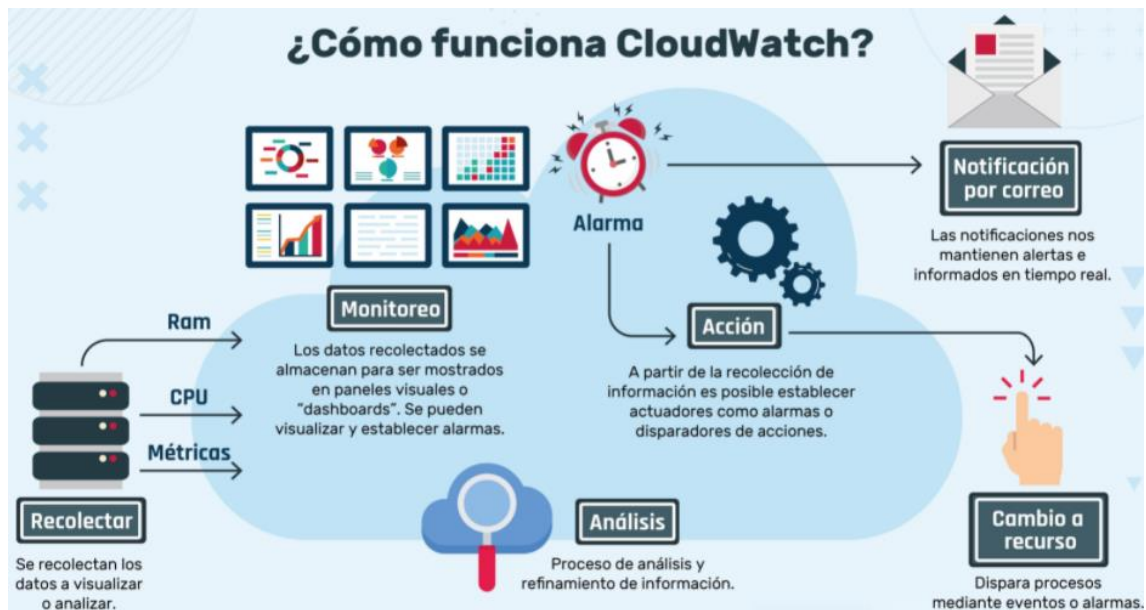 ¿Cómo funciona CloudWatch?
Notificación
por correo
Las notificaciones nos
mantienen alertas e
informados en tiempo real.
Alarma
Monitoreo
Los datos recolectados se
almacenan para ser mostrados
en paneles visuales o
“dashboards”. Se pueden
visualizar y establecer alarmas.
Acción
A partir de la recolección de
información es posible establecer
actuadores como alarmas o
disparadores de acciones.
Ram
CPU
Métricas
Recolectar
Se recolectan los
datos a visualizar
o analizar.
Análisis
Proceso de análisis y
refinamiento de información.
Cambio a
recurso
Dispara procesos
mediante eventos o alarmas.